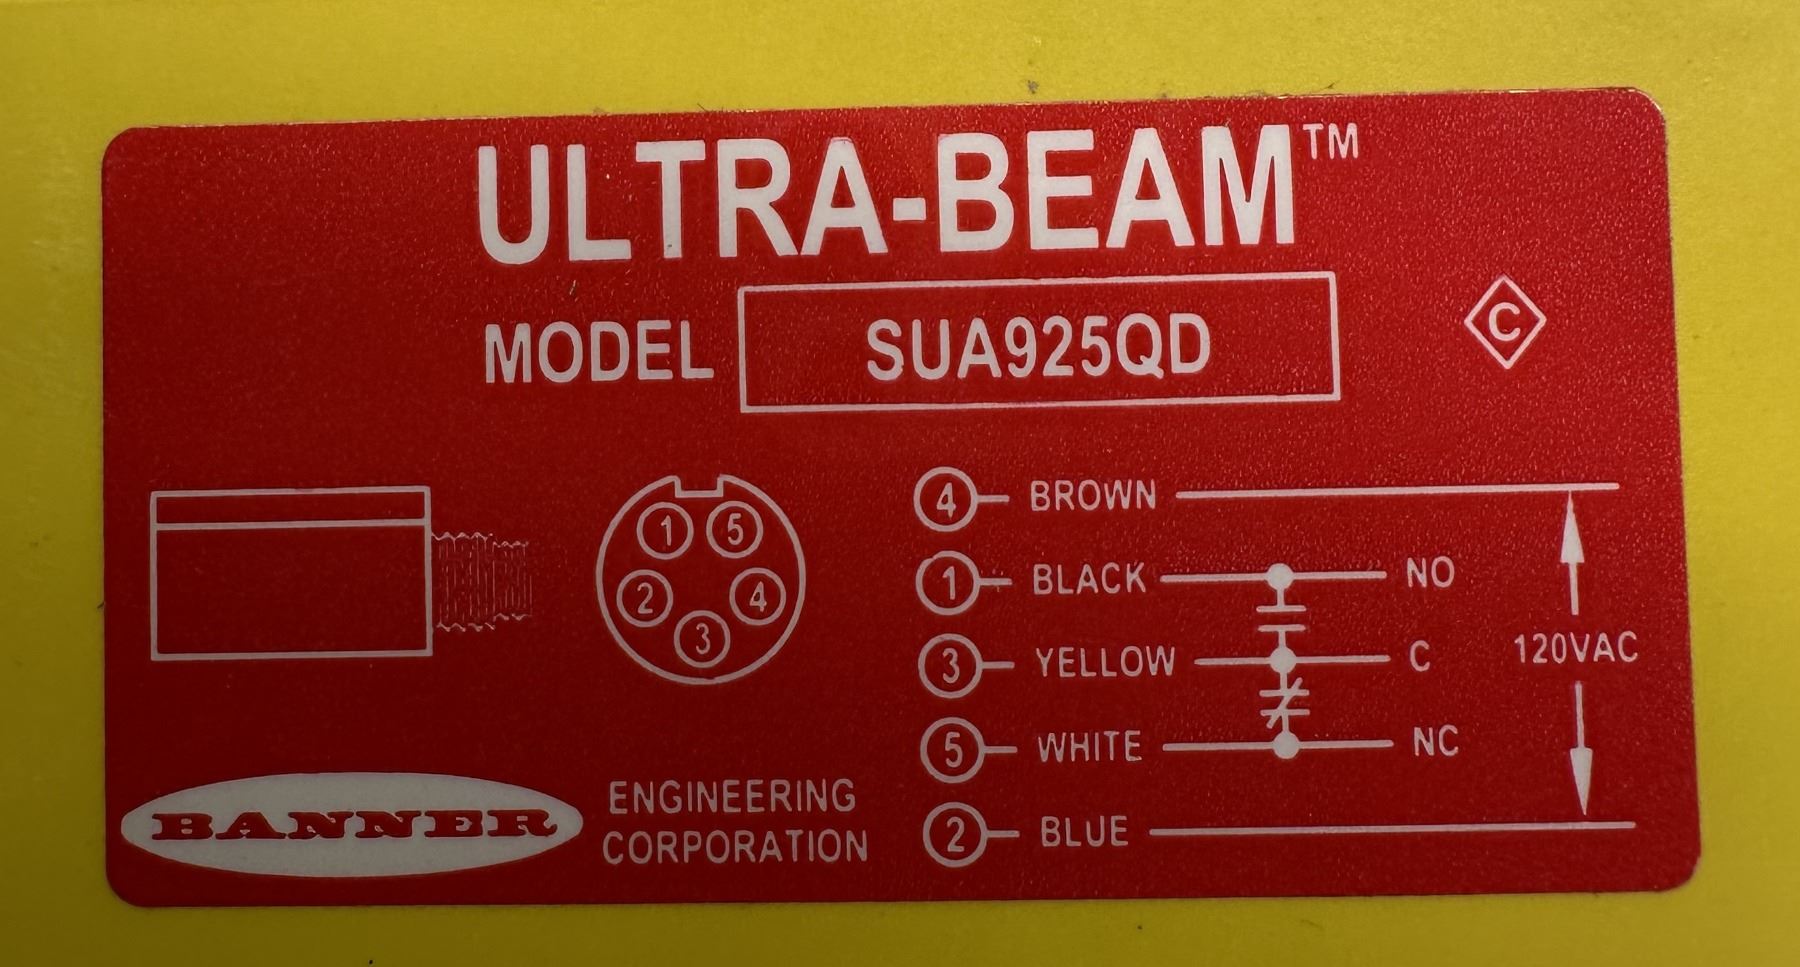 ULTRA-BEAM™
MODEL SUA925QD
C
1 5
2 4
3
4 BROWN
1 BLACK NO
3 YELLOW C
5 WHITE NC
2 BLUE
120VAC
BANNER
ENGINEERING
CORPORATION